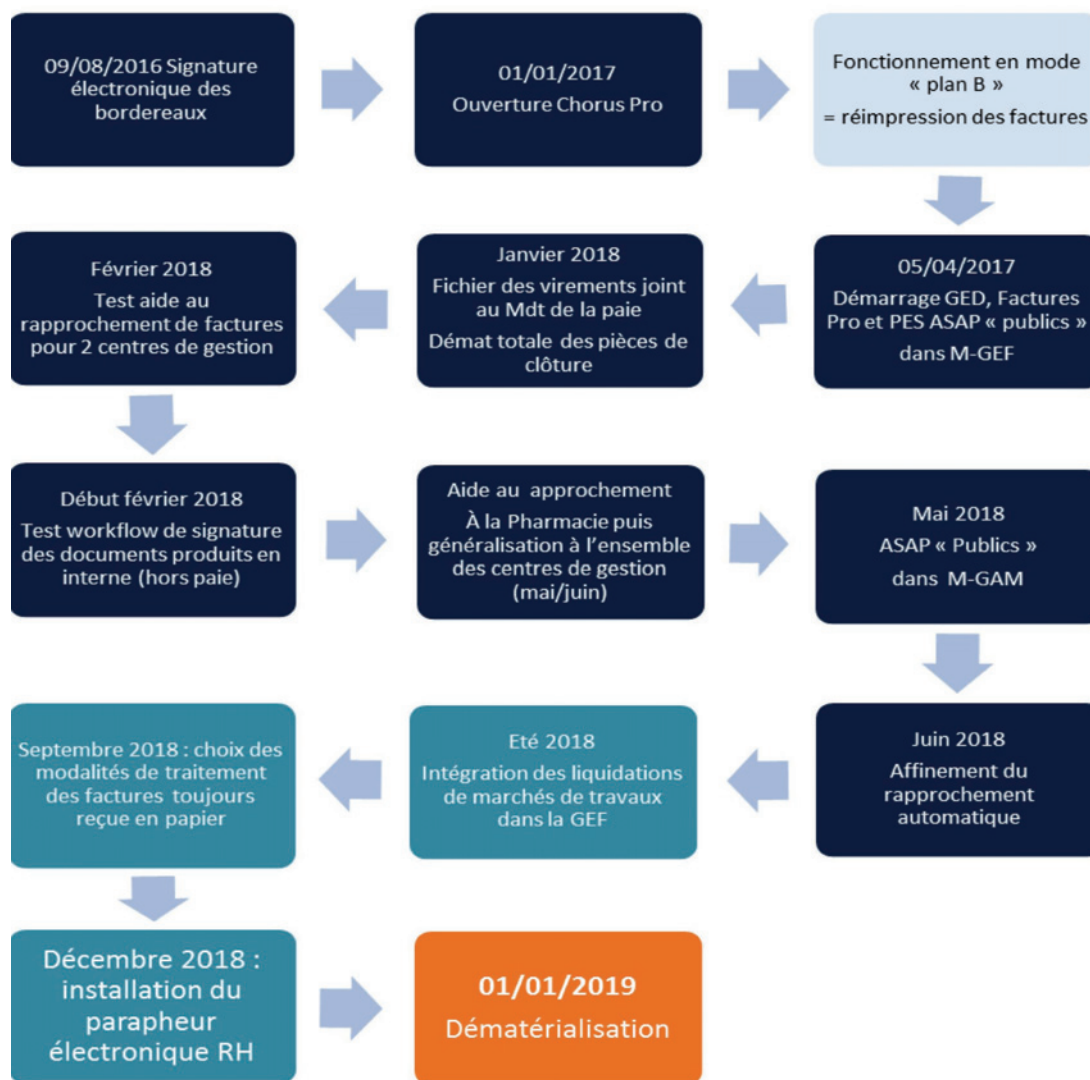 09/08/2016 Signature
électronique des
bordereaux
01/01/2017
Ouverture Chorus Pro
Fonctionnement en mode
« plan B »
= réimpression des factures
05/04/2017
Démarrage GED, Factures
Pro et PES ASAP « publics »
dans M-GEF
Janvier 2018
Fichier des virements joint
au Mdt de la paie
Démat totale des pièces de
clôture
Février 2018
Test aide au
rapprochement de factures
pour 2 centres de gestion
Début février 2018
Test workflow de signature
des documents produits en
interne (hors paie)
Aide au approchement
À la Pharmacie puis
généralisation à l'ensemble
des centres de gestion
(mai/juin)
Mai 2018
ASAP « Publics »
dans M-GAM
Juin 2018
Affinement du
rapprochement
automatique
Eté 2018
Intégration des liquidations
de marchés de travaux
dans la GEF
Septembre 2018 : choix des
modalités de traitement
des factures toujours
reçue en papier
Décembre 2018 :
installation du
parapheur
électronique RH
01/01/2019
Dématérialisation